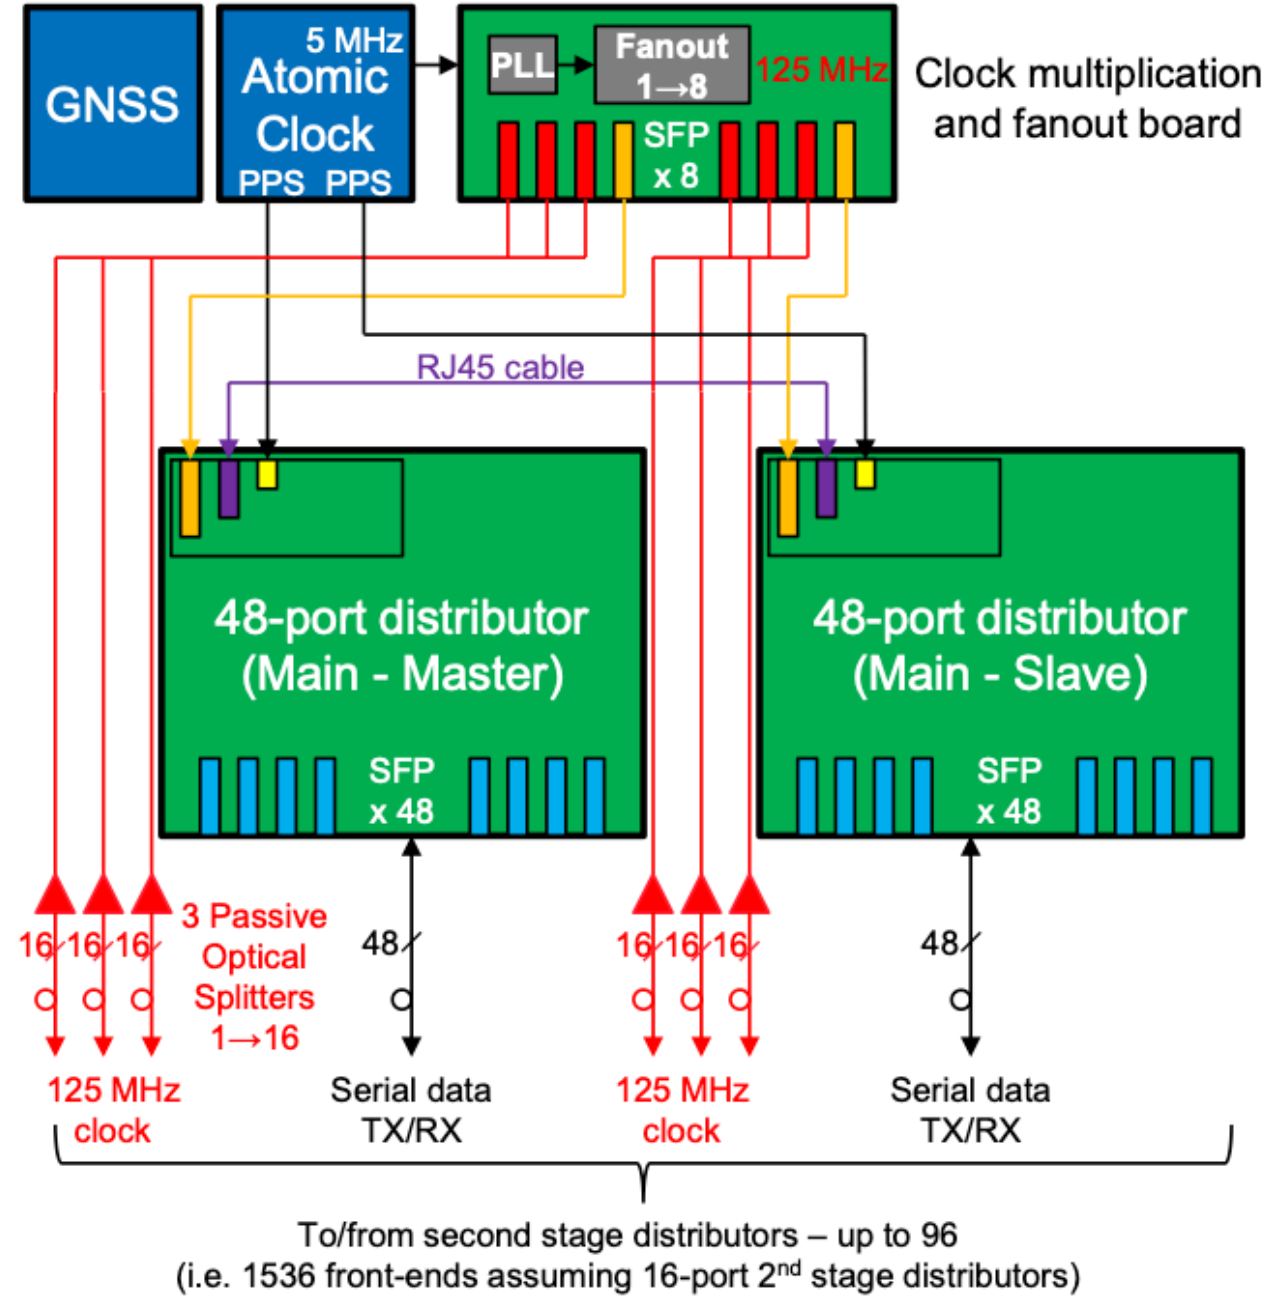 GNSS
5 MHz
Atomic
Clock
PPS PPS
PLL
Fanout
1→8
125 MHz
SFP
x 8
Clock multiplication
and fanout board
RJ45 cable
48-port distributor
(Main - Master)
SFP
x 48
48-port distributor
(Main - Slave)
SFP
x 48
16 16 16
3 Passive
Optical
Splitters
1→16
48
16 16 16
48
125 MHz
clock
Serial data
TX/RX
125 MHz
clock
Serial data
TX/RX
To/from second stage distributors – up to 96
(i.e. 1536 front-ends assuming 16-port 2nd stage distributors)